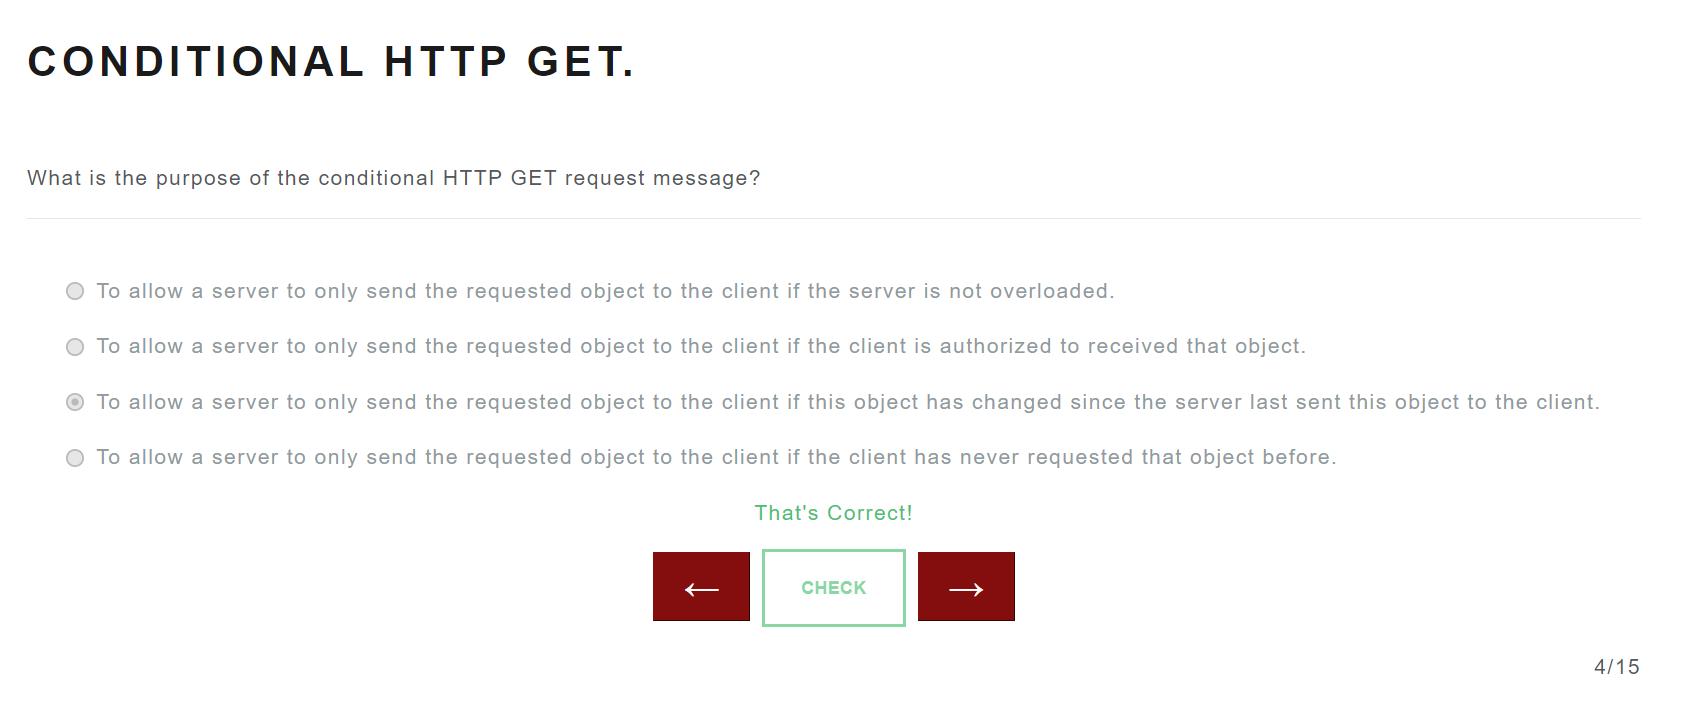 CONDITIONAL HTTP GET.
What is the purpose of the conditional HTTP GET request message?
To allow a server to only send the requested object to the client if the server is not overloaded.
To allow a server to only send the requested object to the client if the client is authorized to received that object.
To allow a server to only send the requested object to the client if this object has changed since the server last sent this object to the client.
To allow a server to only send the requested object to the client if the client has never requested that object before.
That's Correct!
← CHECK →
4/15